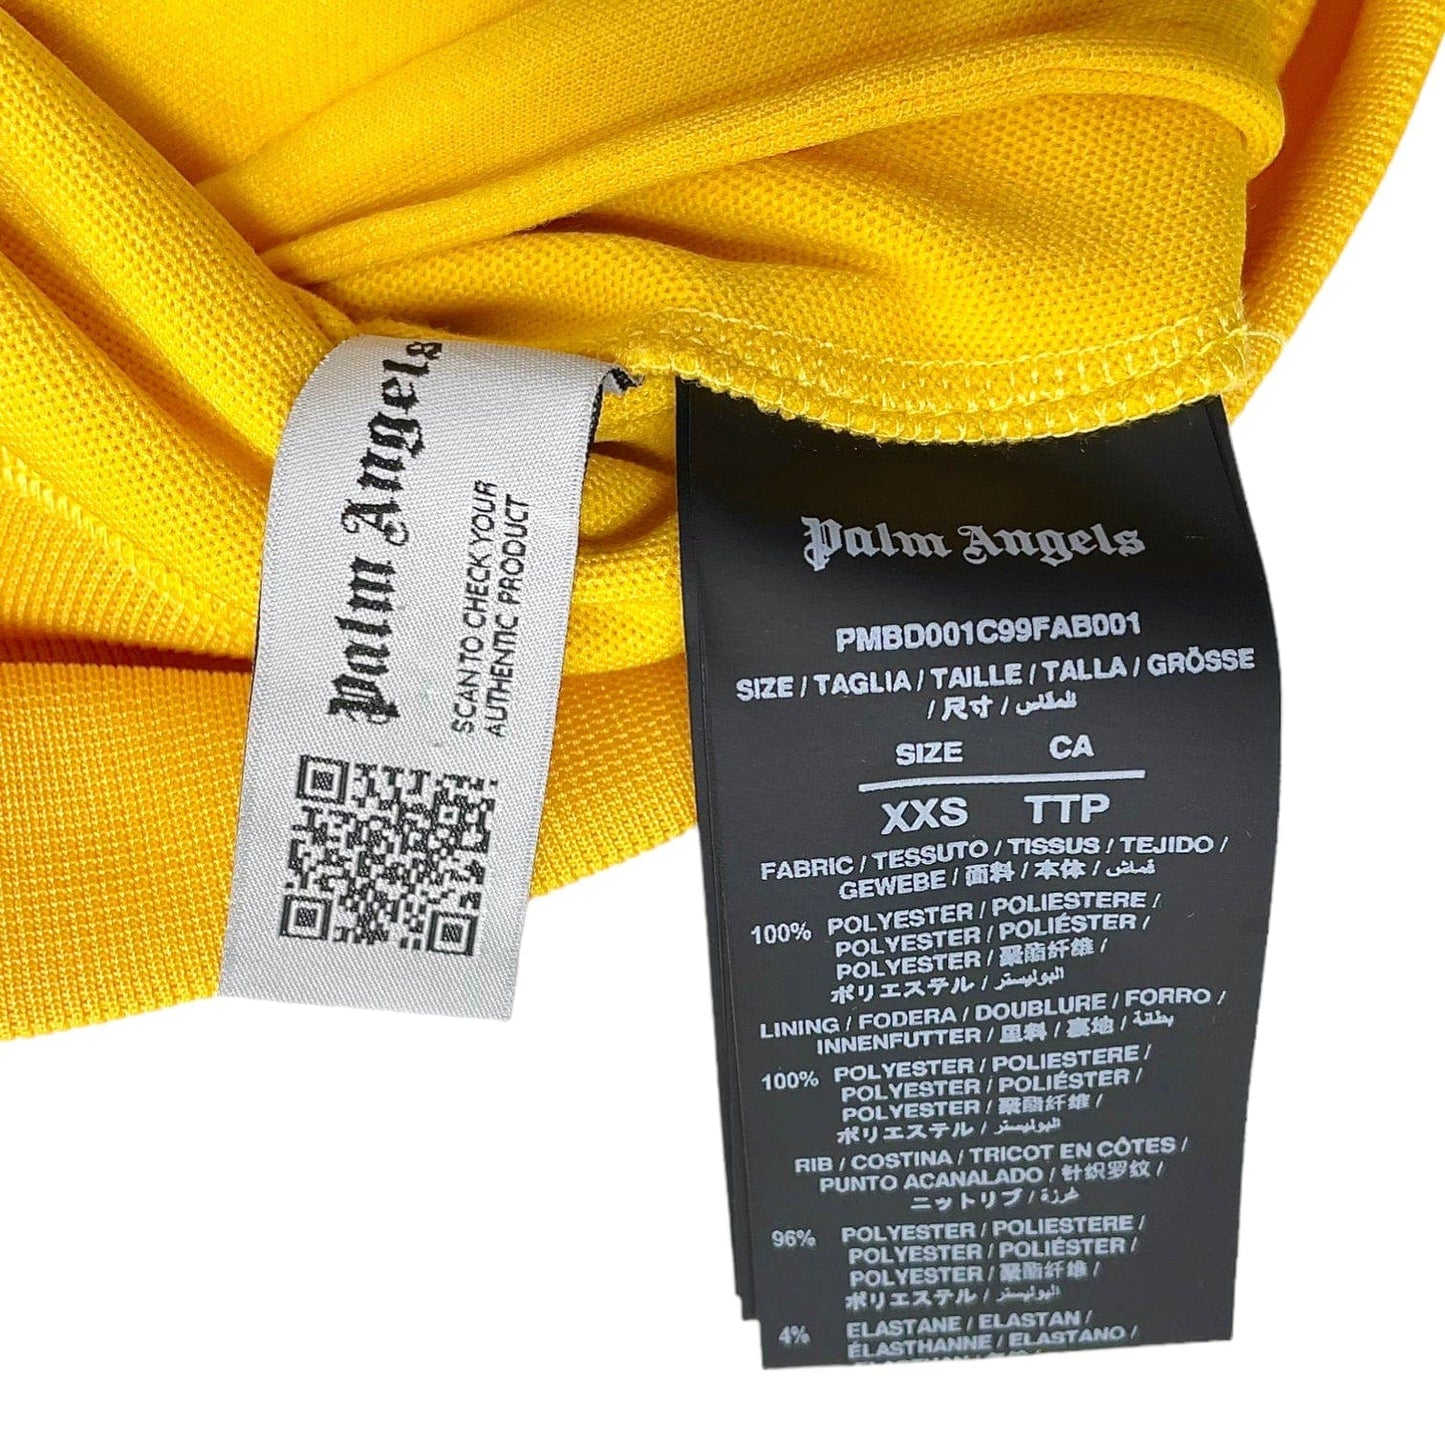 Palm Angels
SCAN TO CHECK YOUR
AUTHENTIC PRODUCT
Palm Angels
PMBD001C99FAB001
SIZE / TAGLIA / TAILLE / TALLA / GRÖSSE
/ 尺寸 / المقاس
SIZE CA
XXS TTP
FABRIC / TESSUTO / TISSUS / TEJIDO /
GEWEBE / 面料 / 本体 / قماش
100% POLYESTER / POLIESTERE /
POLYESTER / POLIÉSTER /
POLYESTER / 聚酯纤维 /
ポリエステル / البوليستر
LINING / FODERA / DOUBLURE / FORRO /
INNENFUTTER / 里料 / 裏地 / بطانة
100% POLYESTER / POLIESTERE /
POLYESTER / POLIÉSTER /
POLYESTER / 聚酯纤维 /
ポリエステル / البوليستر
RIB / COSTINA / TRICOT EN CÔTES /
PUNTO ACANALADO / 针织罗纹 /
ニットリブ / غرزة
96% POLYESTER / POLIESTERE /
POLYESTER / POLIÉSTER /
POLYESTER / 聚酯纤维 /
ポリエステル / البوليستر
4% ELASTANE / ELASTAN /
ÉLASTHANNE / ELASTANO /